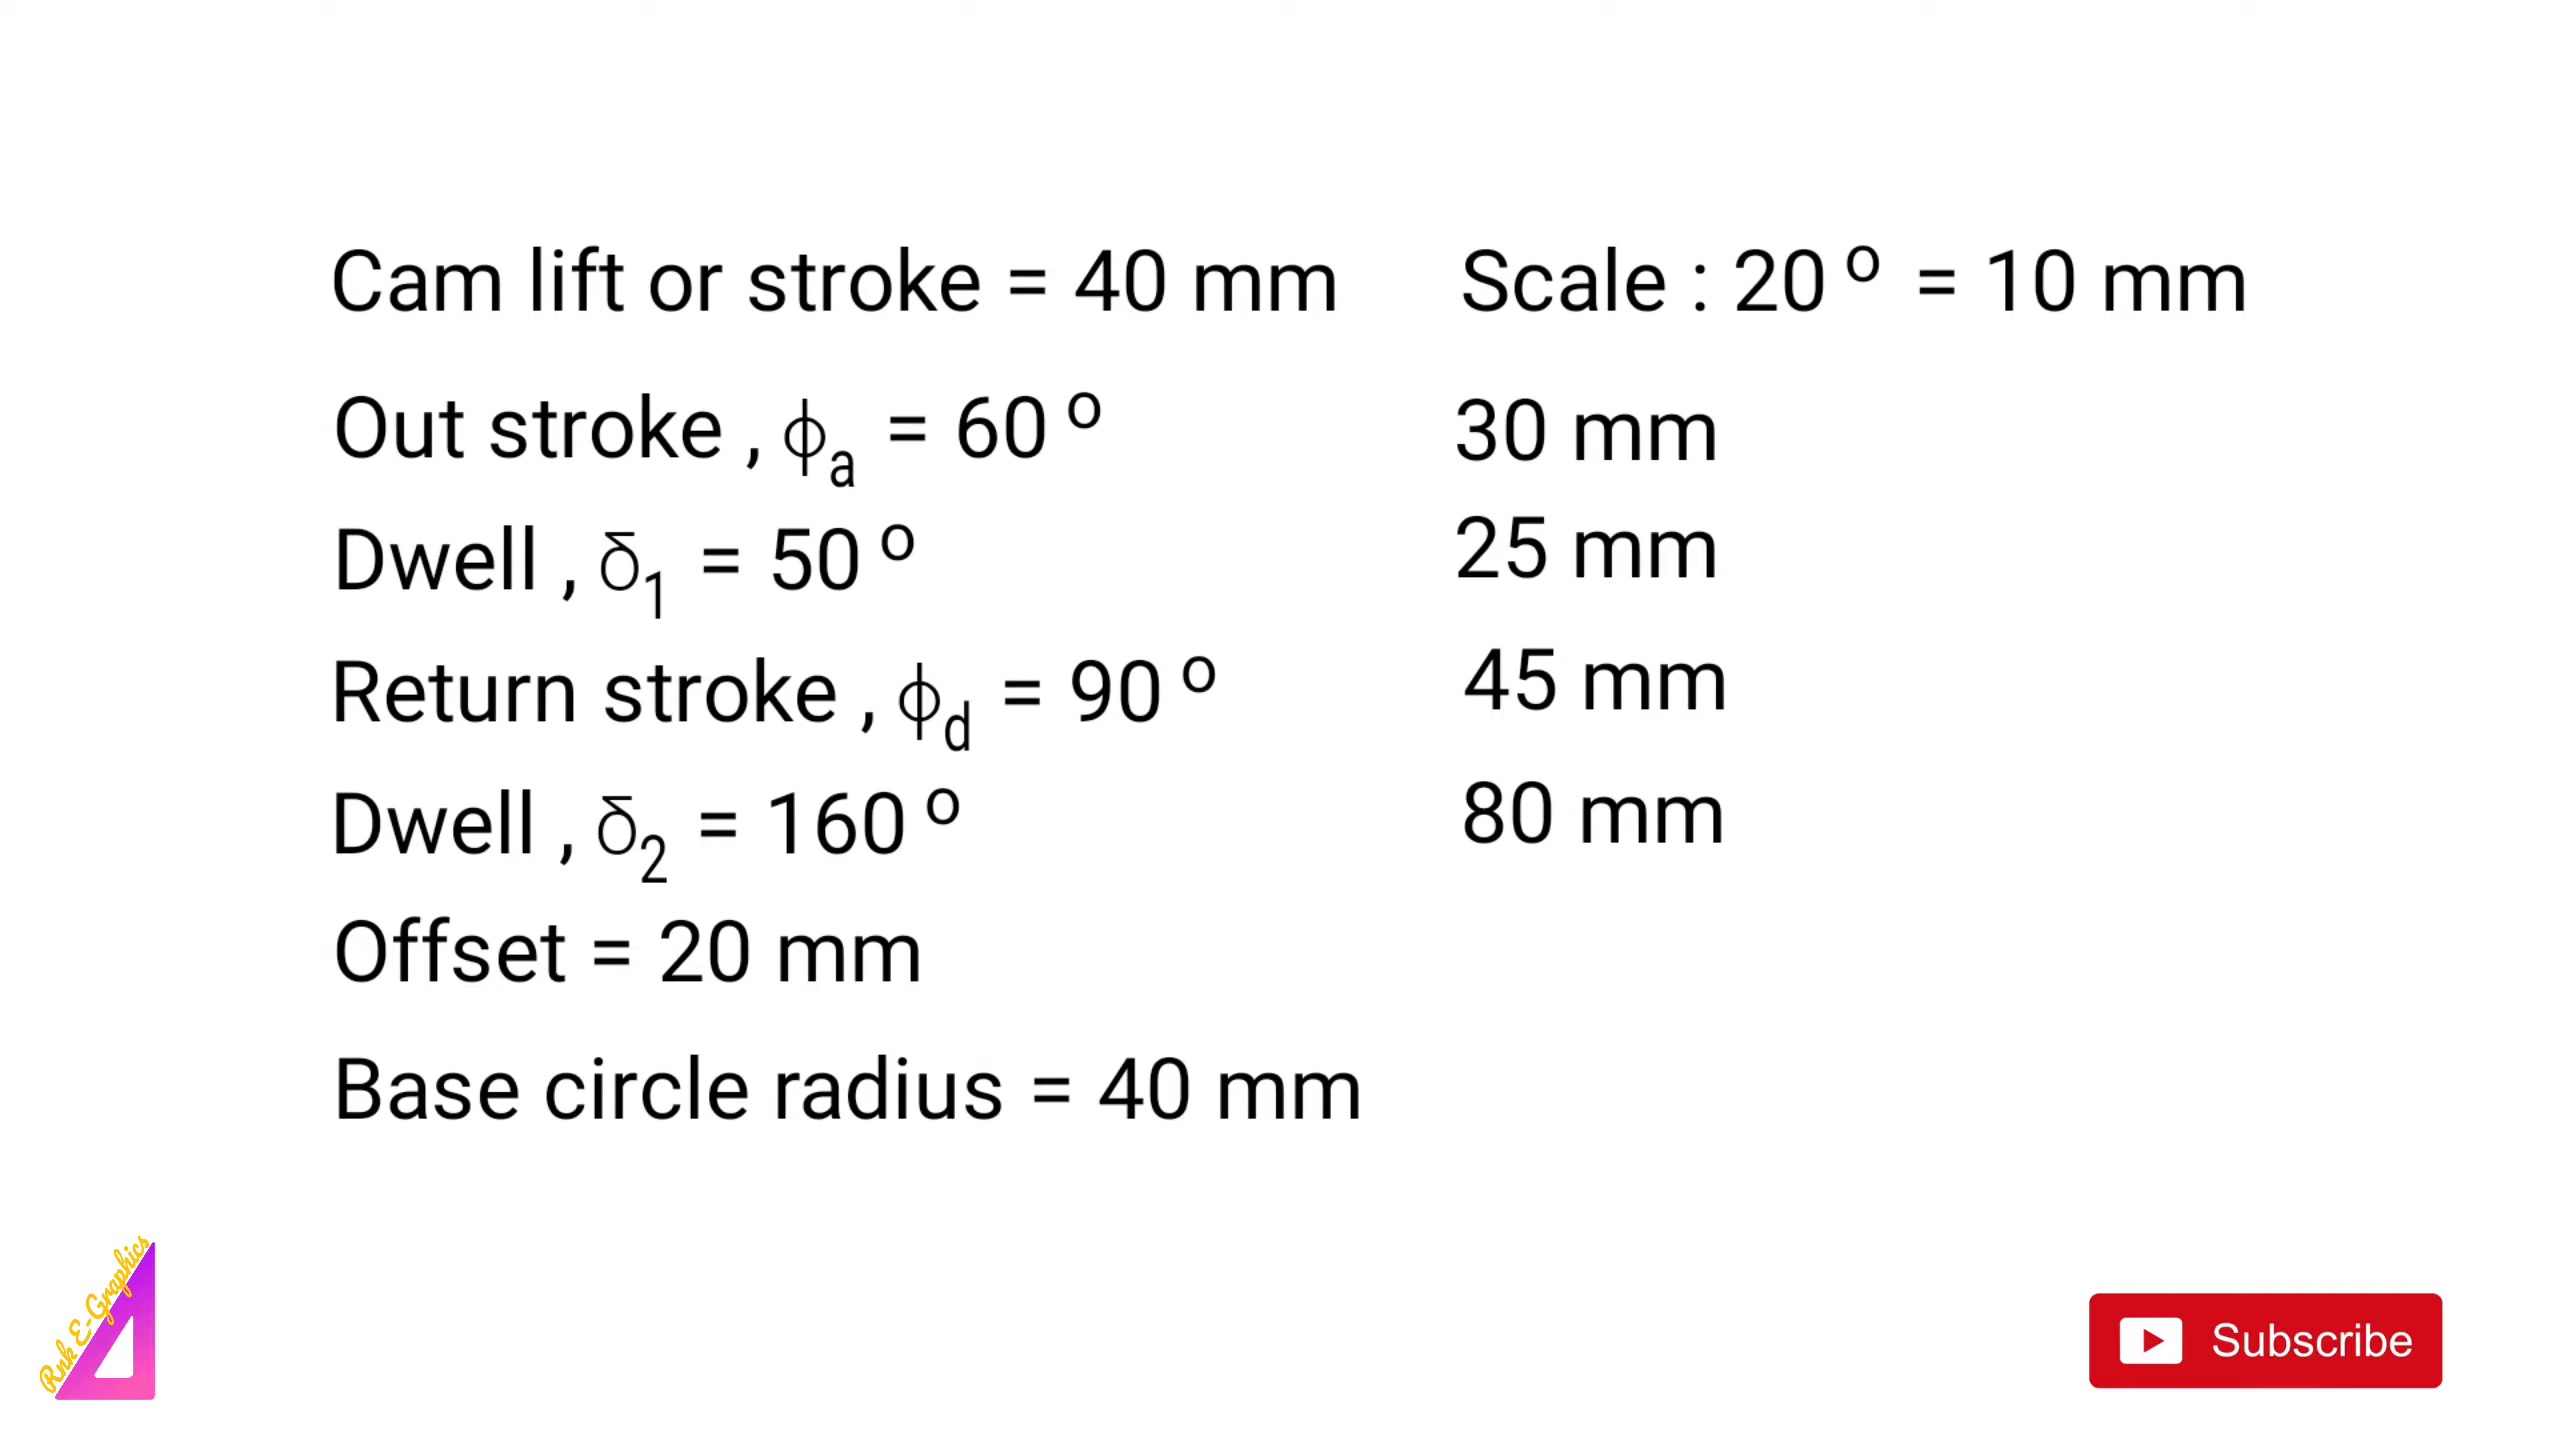 Cam lift or stroke = 40 mm
Scale : 20 º = 10 mm
Out stroke , ϕa = 60 º
30 mm
Dwell , δ1 = 50 º
25 mm
Return stroke , ϕd = 90 º
45 mm
Dwell , δ2 = 160 º
80 mm
Offset = 20 mm
Base circle radius = 40 mm
Rnk E-Graphics
Subscribe